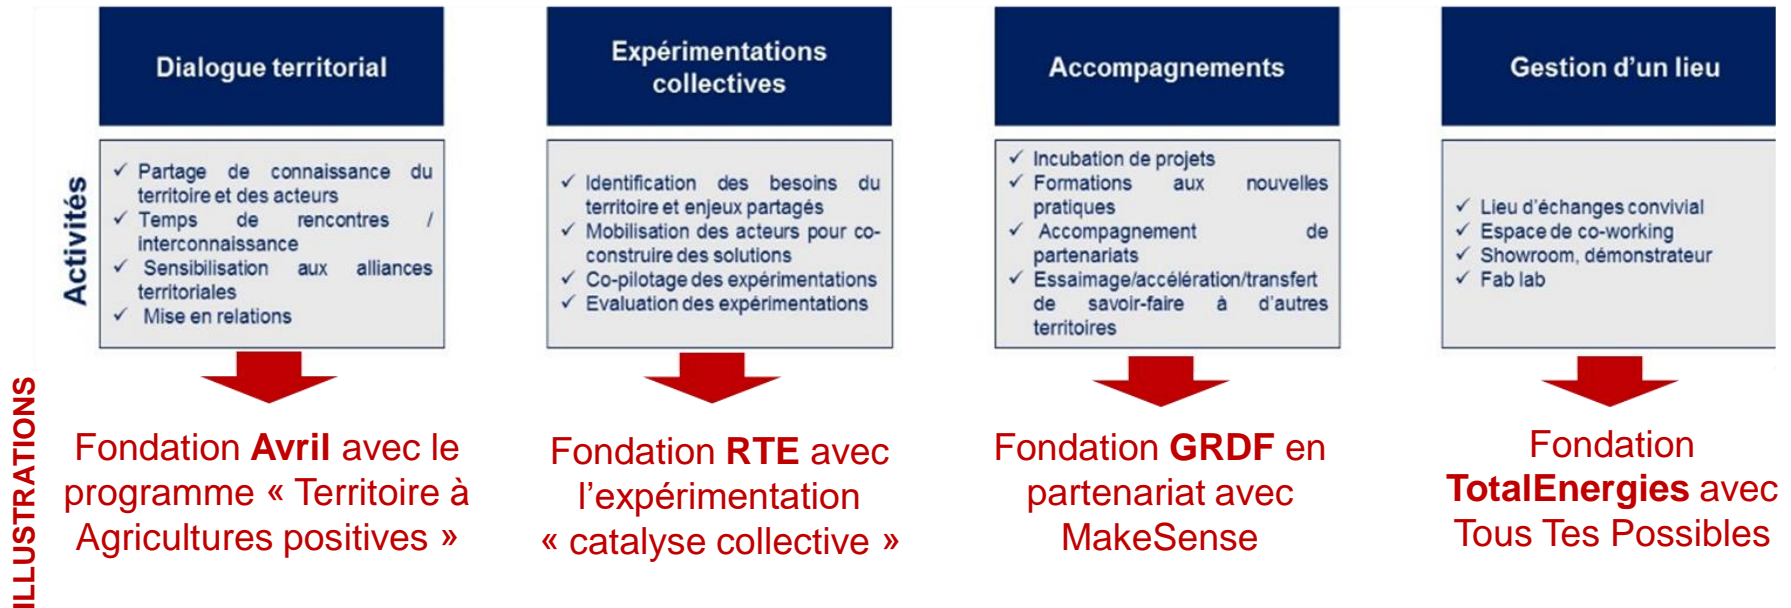 Dialogue territorial
Expérimentations
collectives
Accompagnements
Gestion d'un lieu
Activités
✓ Partage de connaissance du
territoire et des acteurs
✓ Temps de rencontres /
interconnaissance
✓ Sensibilisation aux alliances
territoriales
✓ Mise en relations
✓ Identification des besoins du
territoire et enjeux partagés
✓ Mobilisation des acteurs pour co-
construire des solutions
✓ Co-pilotage des expérimentations
✓ Evaluation des expérimentations
✓ Incubation de projets
✓ Formations aux nouvelles
pratiques
✓ Accompagnement de
partenariats
✓ Essaimage/accélération/transfert
de savoir-faire à d'autres
territoires
✓ Lieu d'échanges convivial
✓ Espace de co-working
✓ Showroom, démonstrateur
✓ Fab lab
ILLUSTRATIONS
Fondation Avril avec le
programme « Territoire à
Agricultures positives »
Fondation RTE avec
l'expérimentation
« catalyse collective »
Fondation GRDF en
partenariat avec
MakeSense
Fondation
TotalEnergies avec
Tous Tes Possibles